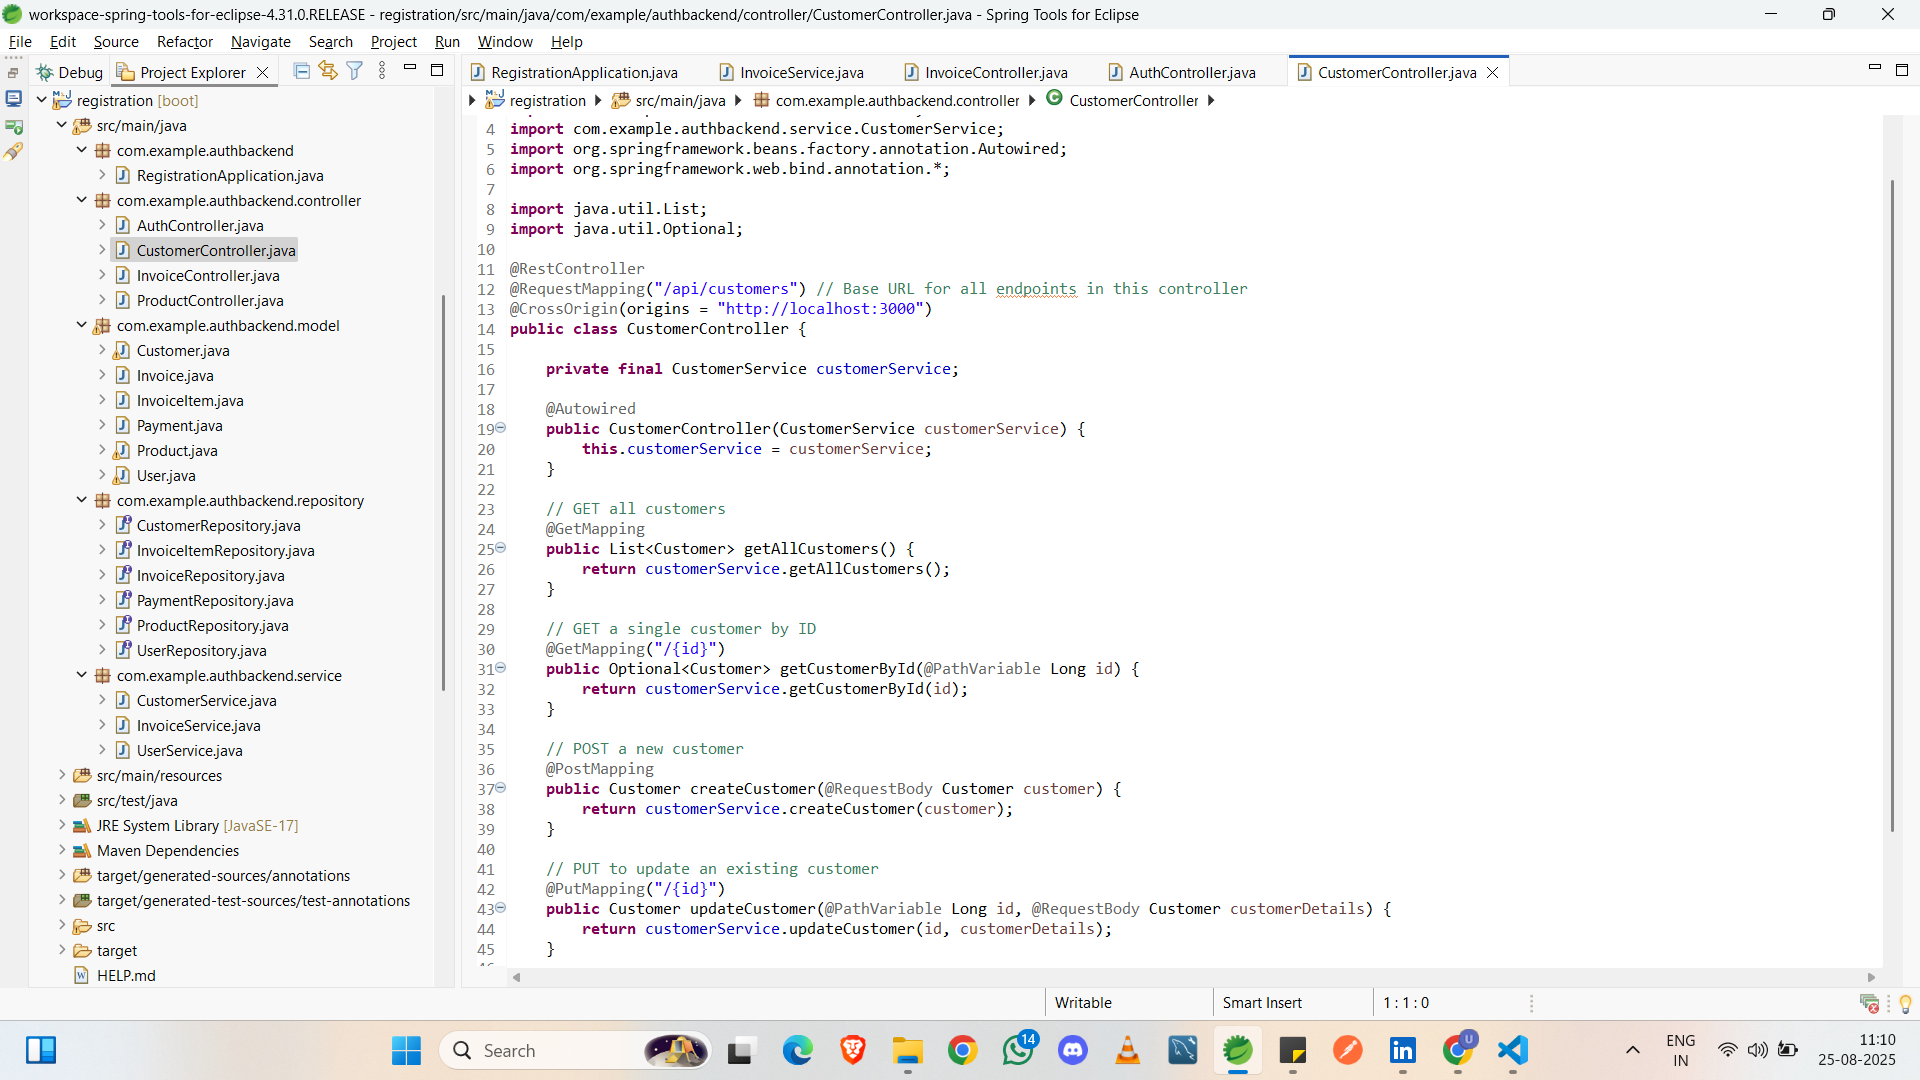 workspace-spring-tools-for-eclipse-4.31.0.RELEASE - registration/src/main/java/com/example/authbackend/controller/CustomerController.java - Spring Tools for Eclipse
File Edit Source Refactor Navigate Search Project Run Window Help
Debug Project Explorer
registration [boot]
src/main/java
com.example.authbackend
RegistrationApplication.java
com.example.authbackend.controller
AuthController.java
CustomerController.java
InvoiceController.java
ProductController.java
com.example.authbackend.model
Customer.java
Invoice.java
InvoiceItem.java
Payment.java
Product.java
User.java
com.example.authbackend.repository
CustomerRepository.java
InvoiceItemRepository.java
InvoiceRepository.java
PaymentRepository.java
ProductRepository.java
UserRepository.java
com.example.authbackend.service
CustomerService.java
InvoiceService.java
UserService.java
src/main/resources
src/test/java
JRE System Library [JavaSE-17]
Maven Dependencies
target/generated-sources/annotations
target/generated-test-sources/test-annotations
src
target
HELP.md
RegistrationApplication.java InvoiceService.java InvoiceController.java AuthController.java CustomerController.java
registration src/main/java com.example.authbackend.controller CustomerController
4 import com.example.authbackend.service.CustomerService;
5 import org.springframework.beans.factory.annotation.Autowired;
6 import org.springframework.web.bind.annotation.*;
7
8 import java.util.List;
9 import java.util.Optional;
10
11 @RestController
12 @RequestMapping("/api/customers") // Base URL for all endpoints in this controller
13 @CrossOrigin(origins = "http://localhost:3000")
14 public class CustomerController {
15
16 private final CustomerService customerService;
17
18 @Autowired
19 public CustomerController(CustomerService customerService) {
20 this.customerService = customerService;
21 }
22
23 // GET all customers
24 @GetMapping
25 public List<Customer> getAllCustomers() {
26 return customerService.getAllCustomers();
27 }
28
29 // GET a single customer by ID
30 @GetMapping("/{id}")
31 public Optional<Customer> getCustomerById(@PathVariable Long id) {
32 return customerService.getCustomerById(id);
33 }
34
35 // POST a new customer
36 @PostMapping
37 public Customer createCustomer(@RequestBody Customer customer) {
38 return customerService.createCustomer(customer);
39 }
40
41 // PUT to update an existing customer
42 @PutMapping("/{id}")
43 public Customer updateCustomer(@PathVariable Long id, @RequestBody Customer customerDetails) {
44 return customerService.updateCustomer(id, customerDetails);
45 }
Writable Smart Insert 1 : 1 : 0
Search
14
U
ENG
IN
11:10
25-08-2025